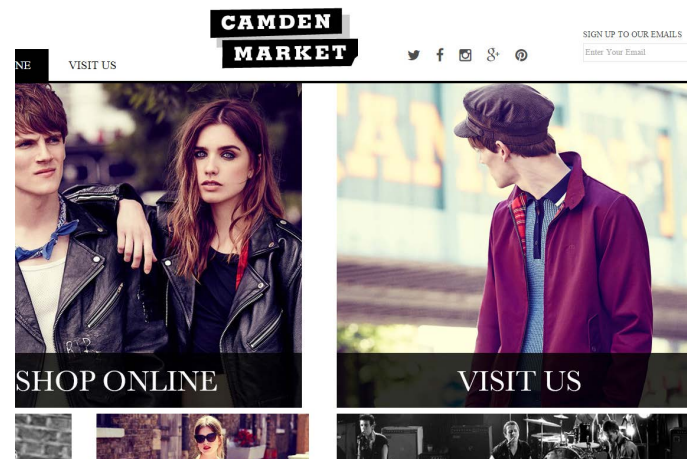 CAMDEN
MARKET
SIGN UP TO OUR EMAILS
Enter Your Email
NE
VISIT US
SHOP ONLINE
VISIT US